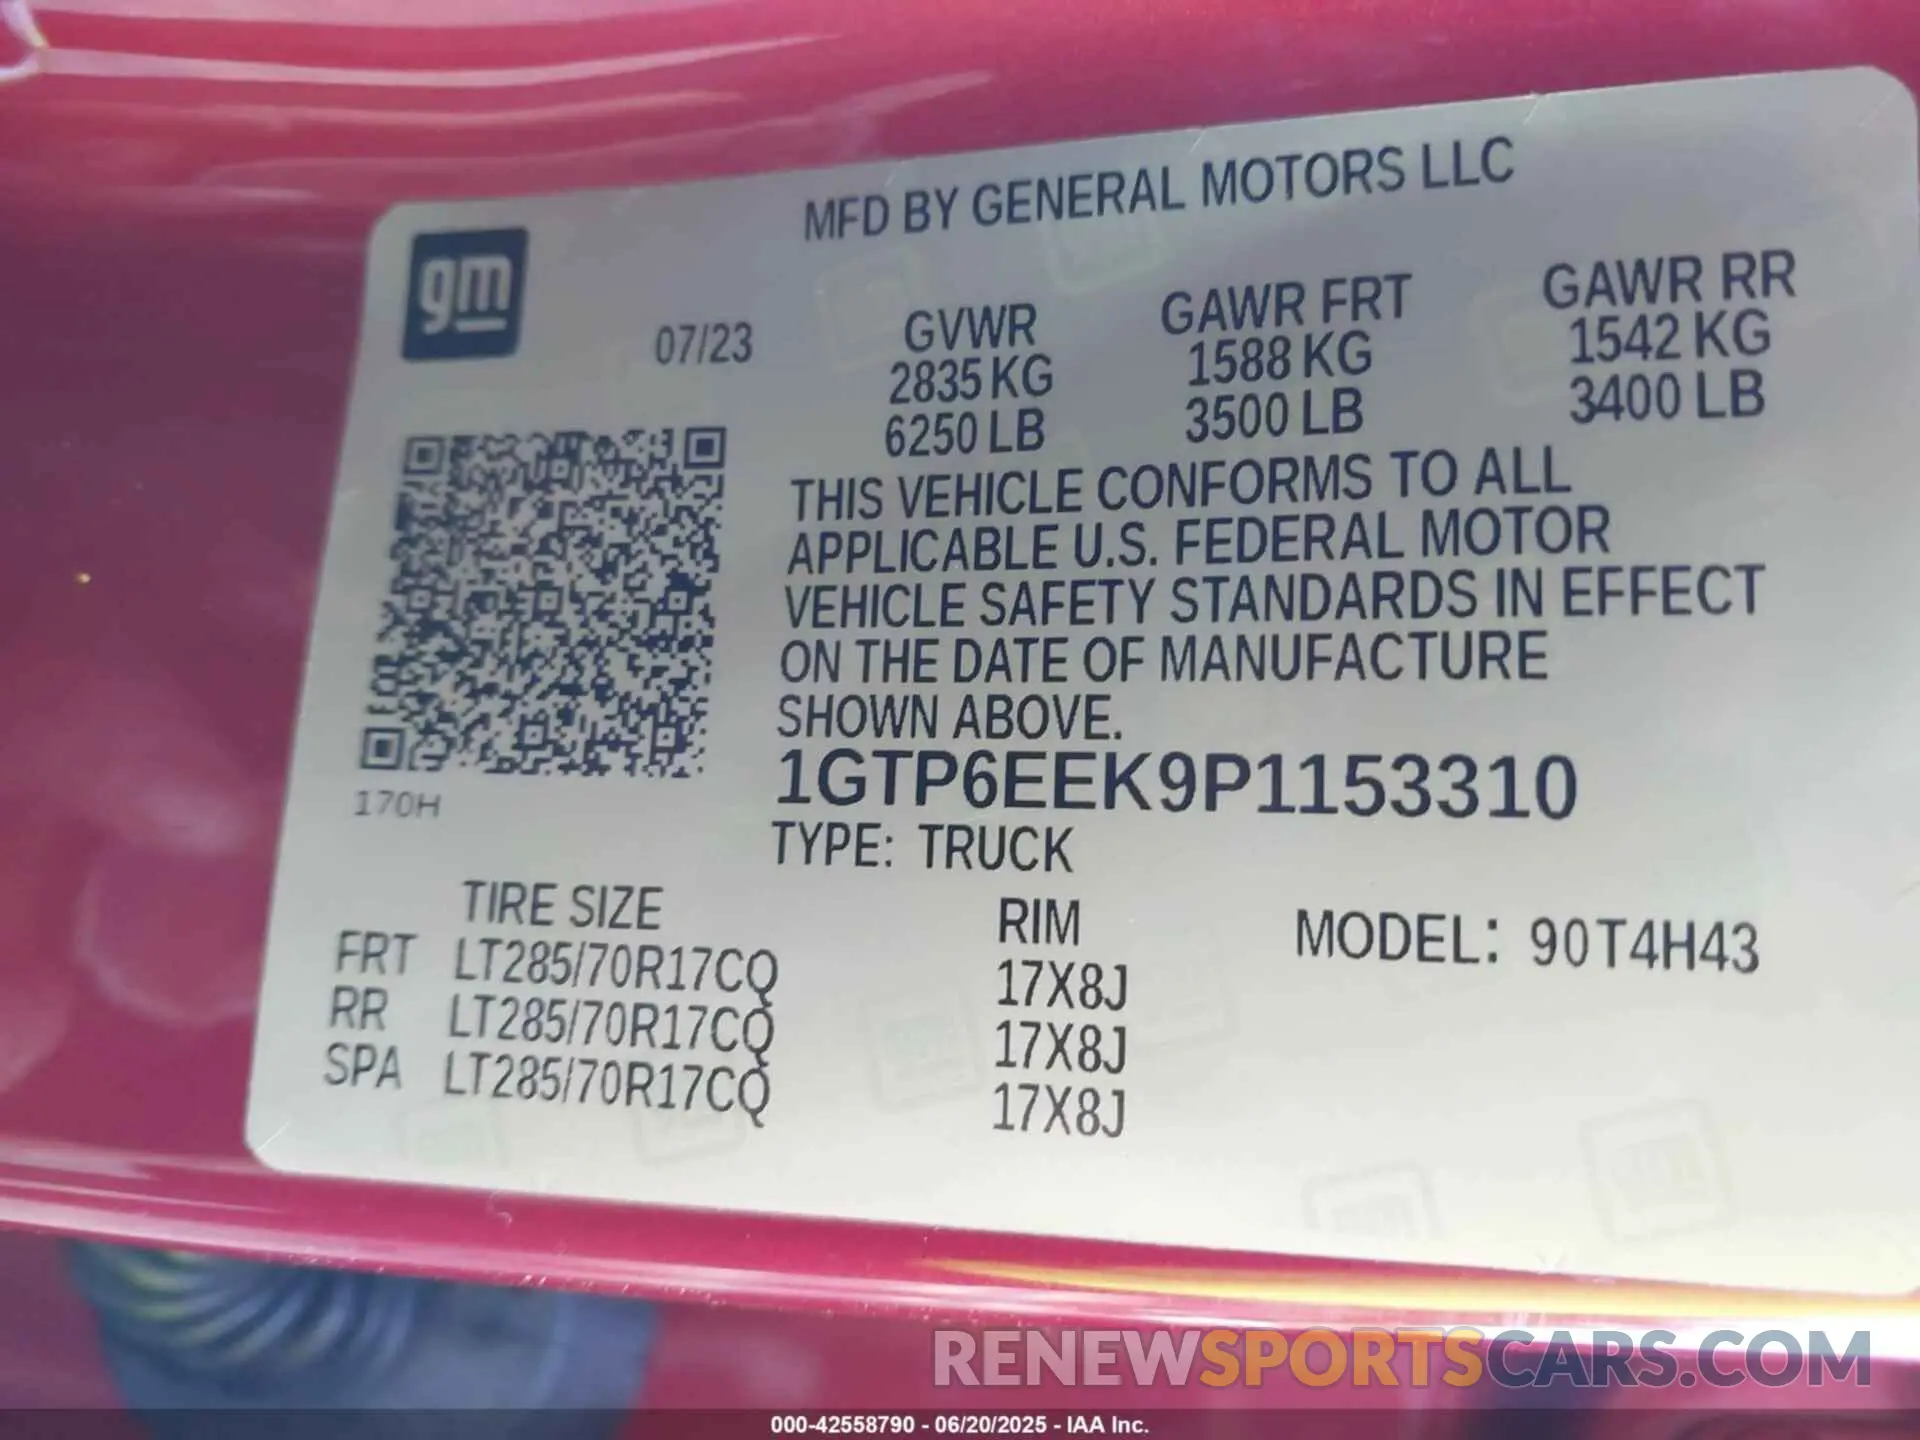 MFD BY GENERAL MOTORS LLC
gm
07/23
GVWR GAWR FRT GAWR RR
2835 KG 1588 KG 1542 KG
6250 LB 3500 LB 3400 LB
THIS VEHICLE CONFORMS TO ALL
APPLICABLE U.S. FEDERAL MOTOR
VEHICLE SAFETY STANDARDS IN EFFECT
ON THE DATE OF MANUFACTURE
SHOWN ABOVE.
1GTP6EEK9P1153310
170H
TYPE: TRUCK
TIRE SIZE RIM MODEL: 90T4H43
FRT LT285/70R17CQ 17X8J
RR LT285/70R17CQ 17X8J
SPA LT285/70R17CQ 17X8J
RENEWSPORTSCARS.COM
000-42558790 - 06/20/2025 - IAA Inc.